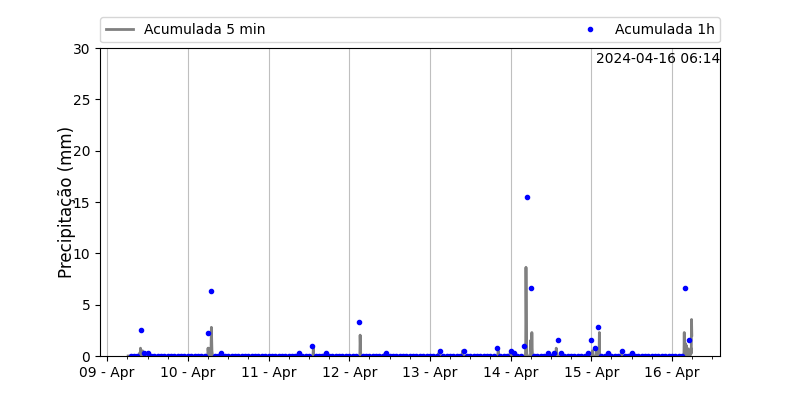 Acumulada 5 min
Acumulada 1h
2024-04-16 06:14
Precipitação (mm)
30
25
20
15
10
5
0
09 - Apr
10 - Apr
11 - Apr
12 - Apr
13 - Apr
14 - Apr
15 - Apr
16 - Apr